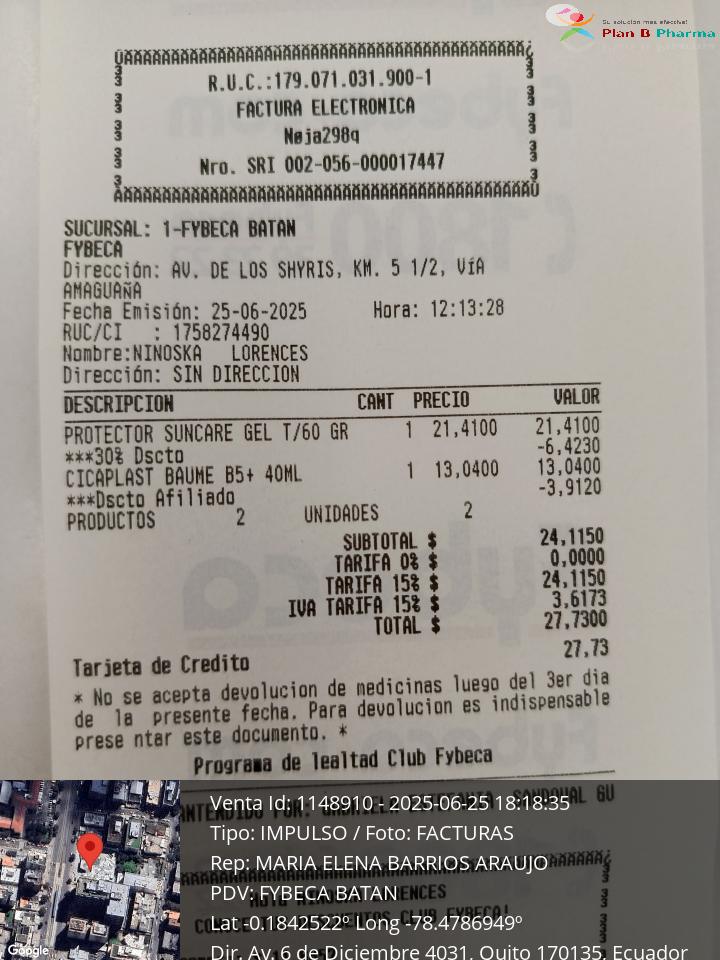 Su solución más efectiva!
Plan B Pharma
R.U.C.:179.071.031.900-1
FACTURA ELECTRONICA
Nøja298q
Nro. SRI 002-056-000017447
SUCURSAL: 1-FYBECA BATAN
FYBECA
Dirección: AV. DE LOS SHYRIS, KM. 5 1/2, VíA
AMAGUAñA
Fecha Emisión: 25-06-2025 Hora: 12:13:28
RUC/CI : 1758274490
Nombre:NINOSKA LORENCES
Dirección: SIN DIRECCION
DESCRIPCION CANT PRECIO VALOR
PROTECTOR SUNCARE GEL T/60 GR 1 21,4100 21,4100
***30% Dscto -6,4230
CICAPLAST BAUME B5+ 40ML 1 13,0400 13,0400
***Dscto Afiliado -3,9120
PRODUCTOS 2 UNIDADES 2
SUBTOTAL $ 24,1150
TARIFA 0% $ 0,0000
TARIFA 15% $ 24,1150
IVA TARIFA 15% $ 3,6173
TOTAL $ 27,7300
27,73
Tarjeta de Credito
* No se acepta devolucion de medicinas luego del 3er dia
de la presente fecha. Para devolucion es indispensable
prese ntar este documento. *
Programa de lealtad Club Fybeca
Venta Id: 1148910 - 2025-06-25 18:18:35
Tipo: IMPULSO / Foto: FACTURAS
Rep: MARIA ELENA BARRIOS ARAUJO
PDV: FYBECA BATAN
Lat -0.1842522º Long -78.4786949º
Dir. Av. 6 de Diciembre 4031, Quito 170135, Ecuador
Google